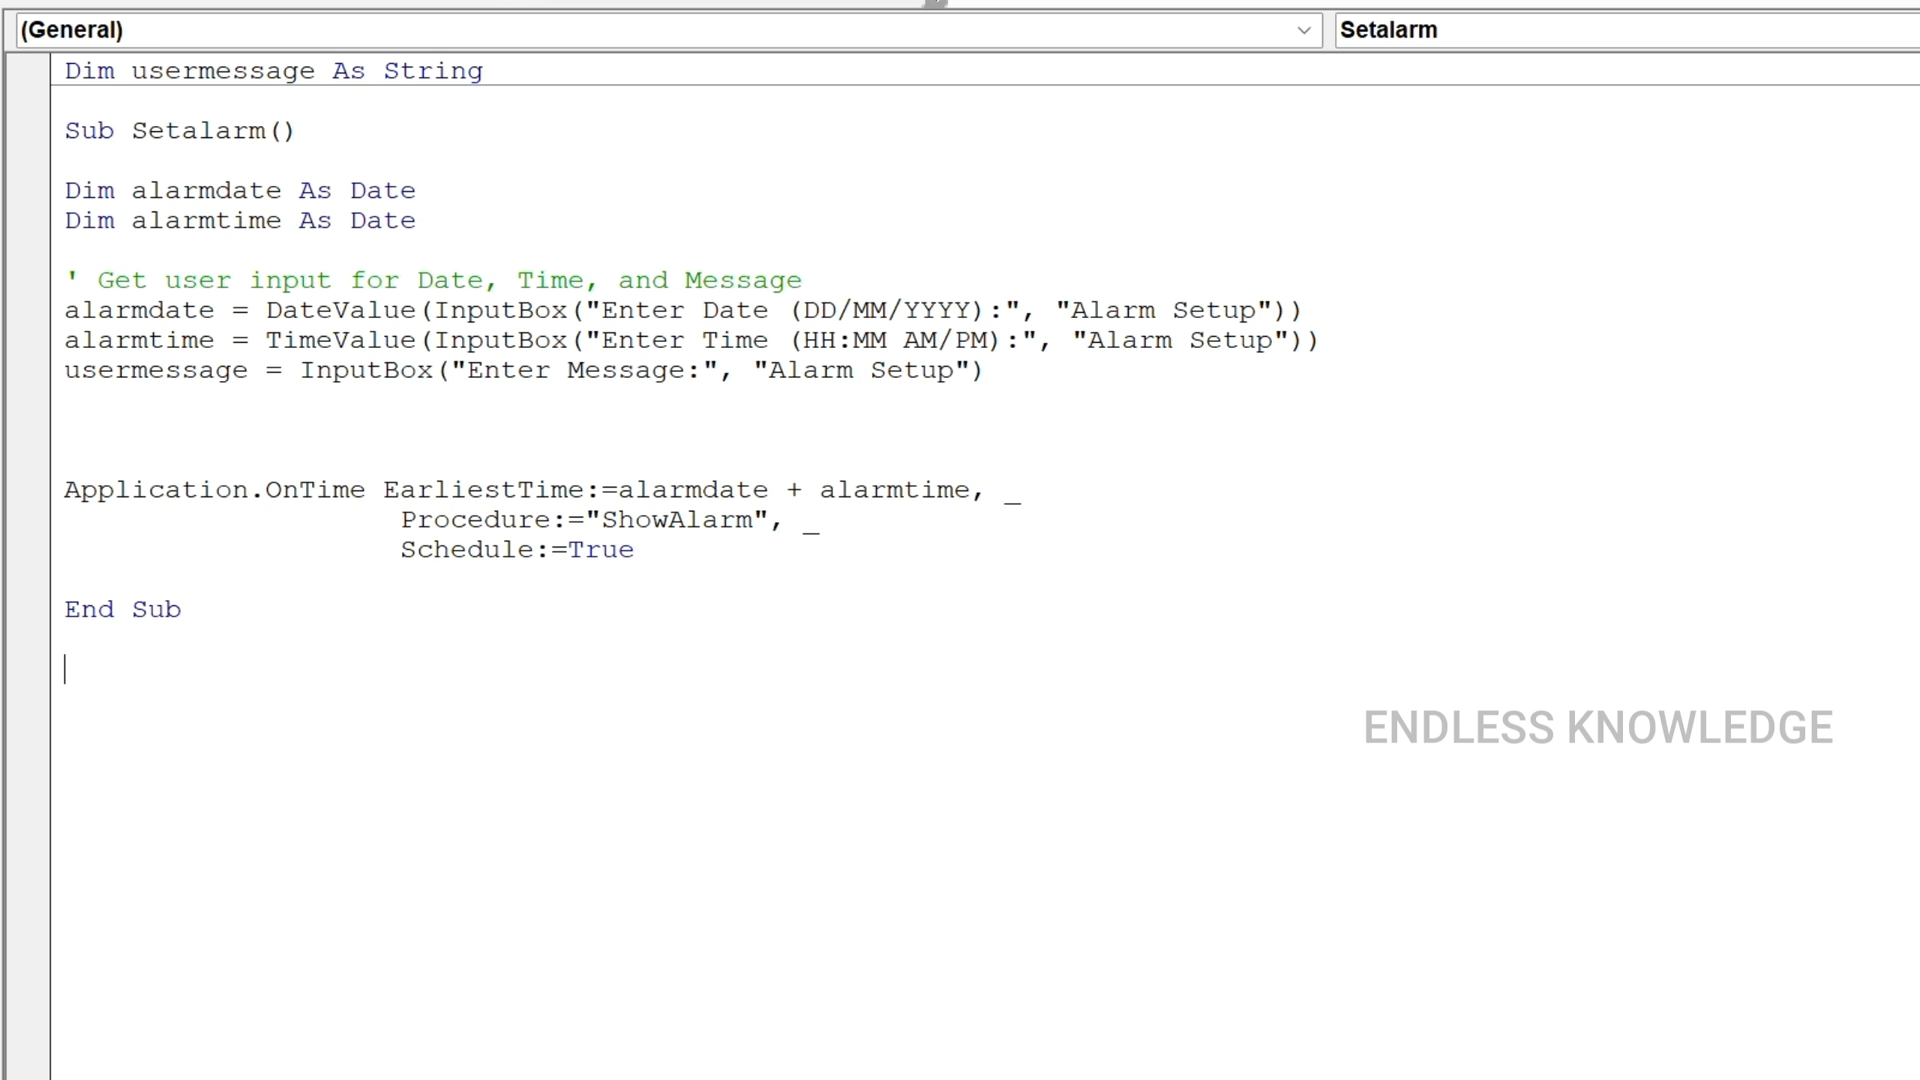 (General)
Setalarm
Dim usermessage As String
Sub Setalarm()
Dim alarmdate As Date
Dim alarmtime As Date
' Get user input for Date, Time, and Message
alarmdate = DateValue(InputBox("Enter Date (DD/MM/YYYY):", "Alarm Setup"))
alarmtime = TimeValue(InputBox("Enter Time (HH:MM AM/PM):", "Alarm Setup"))
usermessage = InputBox("Enter Message:", "Alarm Setup")
Application.OnTime EarliestTime:=alarmdate + alarmtime, _
Procedure:="ShowAlarm", _
Schedule:=True
End Sub
ENDLESS KNOWLEDGE